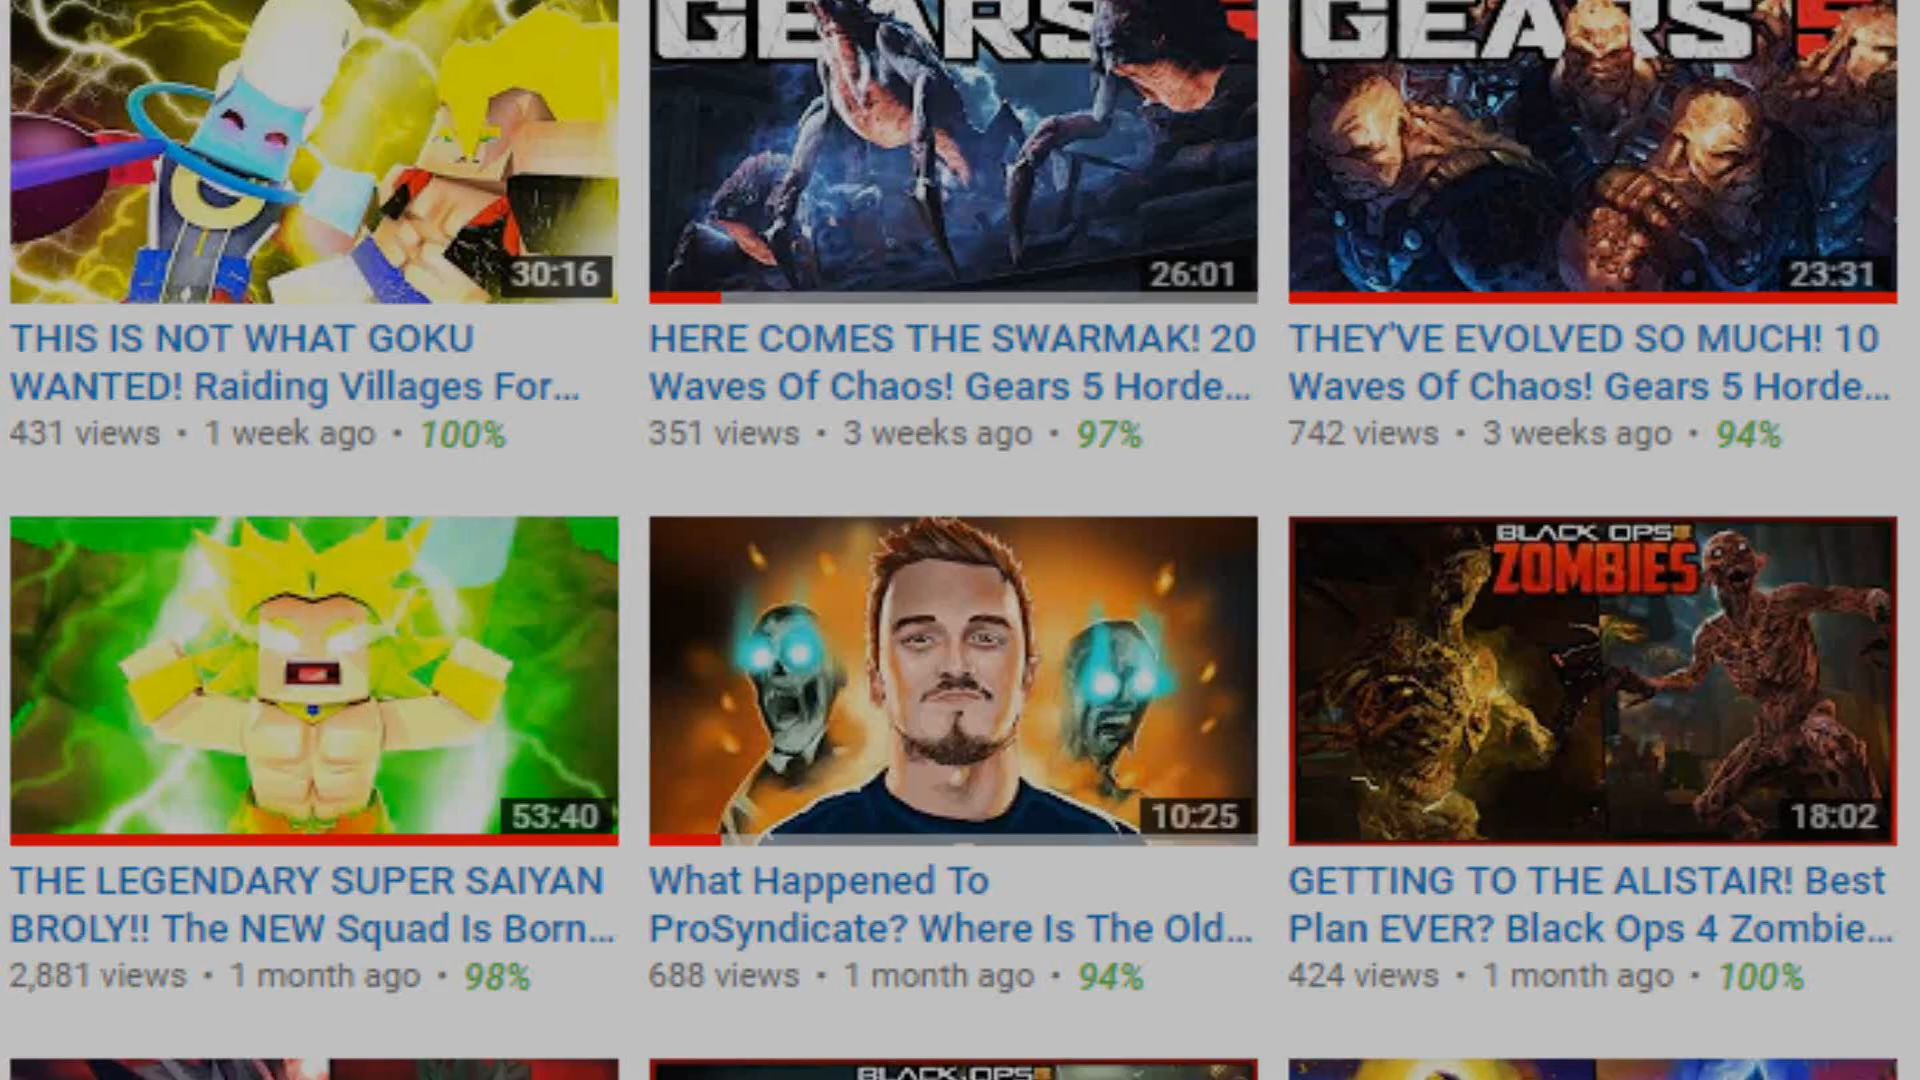 GEARS 5
GEARS 5
30:16
26:01
23:31
THIS IS NOT WHAT GOKU
WANTED! Raiding Villages For...
431 views • 1 week ago • 100%
HERE COMES THE SWARMAK! 20
Waves Of Chaos! Gears 5 Horde...
351 views • 3 weeks ago • 97%
THEY'VE EVOLVED SO MUCH! 10
Waves Of Chaos! Gears 5 Horde...
742 views • 3 weeks ago • 94%
BLACK OPS
ZOMBIES
53:40
10:25
18:02
THE LEGENDARY SUPER SAIYAN
BROLY!! The NEW Squad Is Born...
2,881 views • 1 month ago • 98%
What Happened To
ProSyndicate? Where Is The Old...
688 views • 1 month ago • 94%
GETTING TO THE ALISTAIR! Best
Plan EVER? Black Ops 4 Zombie...
424 views • 1 month ago • 100%
BLACK OPS